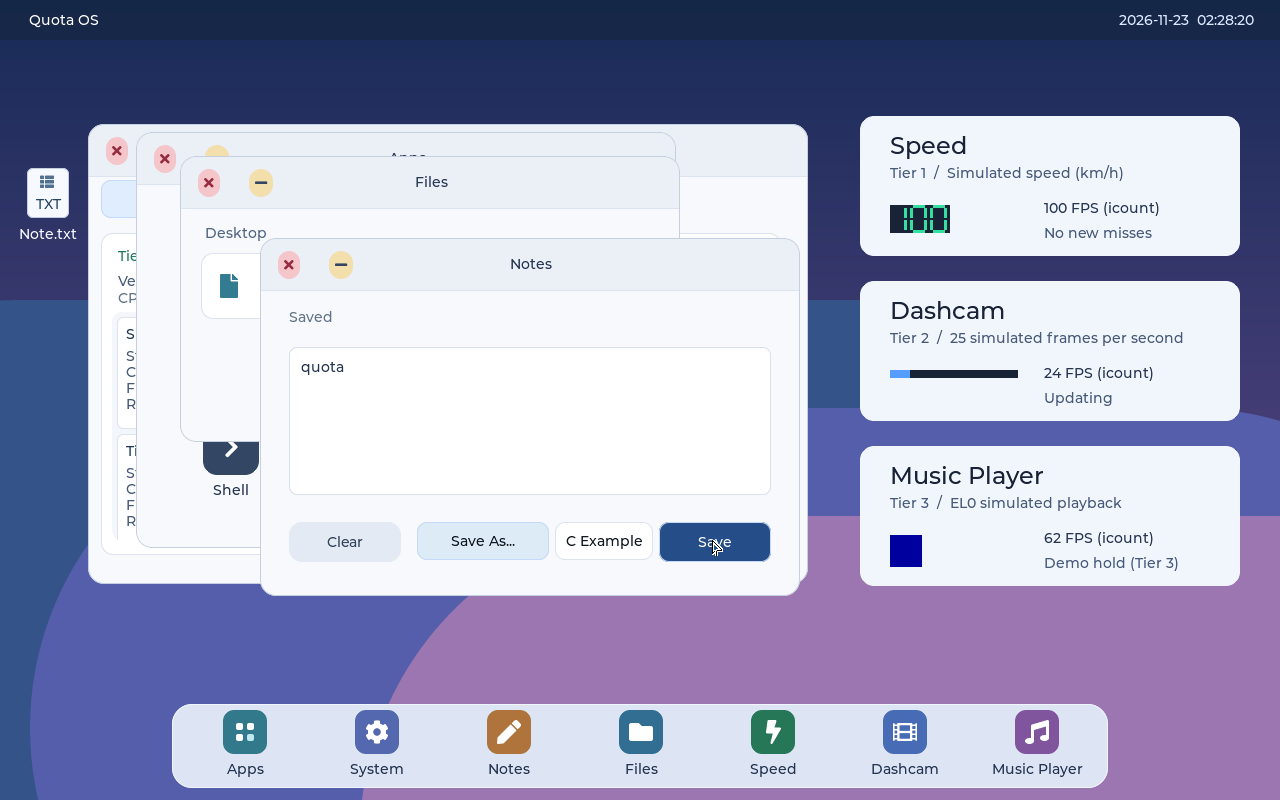 Quota OS
2026-11-23 02:28:20
TXT
Note.txt
Apps
Files
Desktop
Notes
Saved
quota
Clear
Save As...
C Example
Save
Shell
Speed
Tier 1 / Simulated speed (km/h)
100
100 FPS (icount)
No new misses
Dashcam
Tier 2 / 25 simulated frames per second
24 FPS (icount)
Updating
Music Player
Tier 3 / EL0 simulated playback
62 FPS (icount)
Demo hold (Tier 3)
Apps
System
Notes
Files
Speed
Dashcam
Music Player